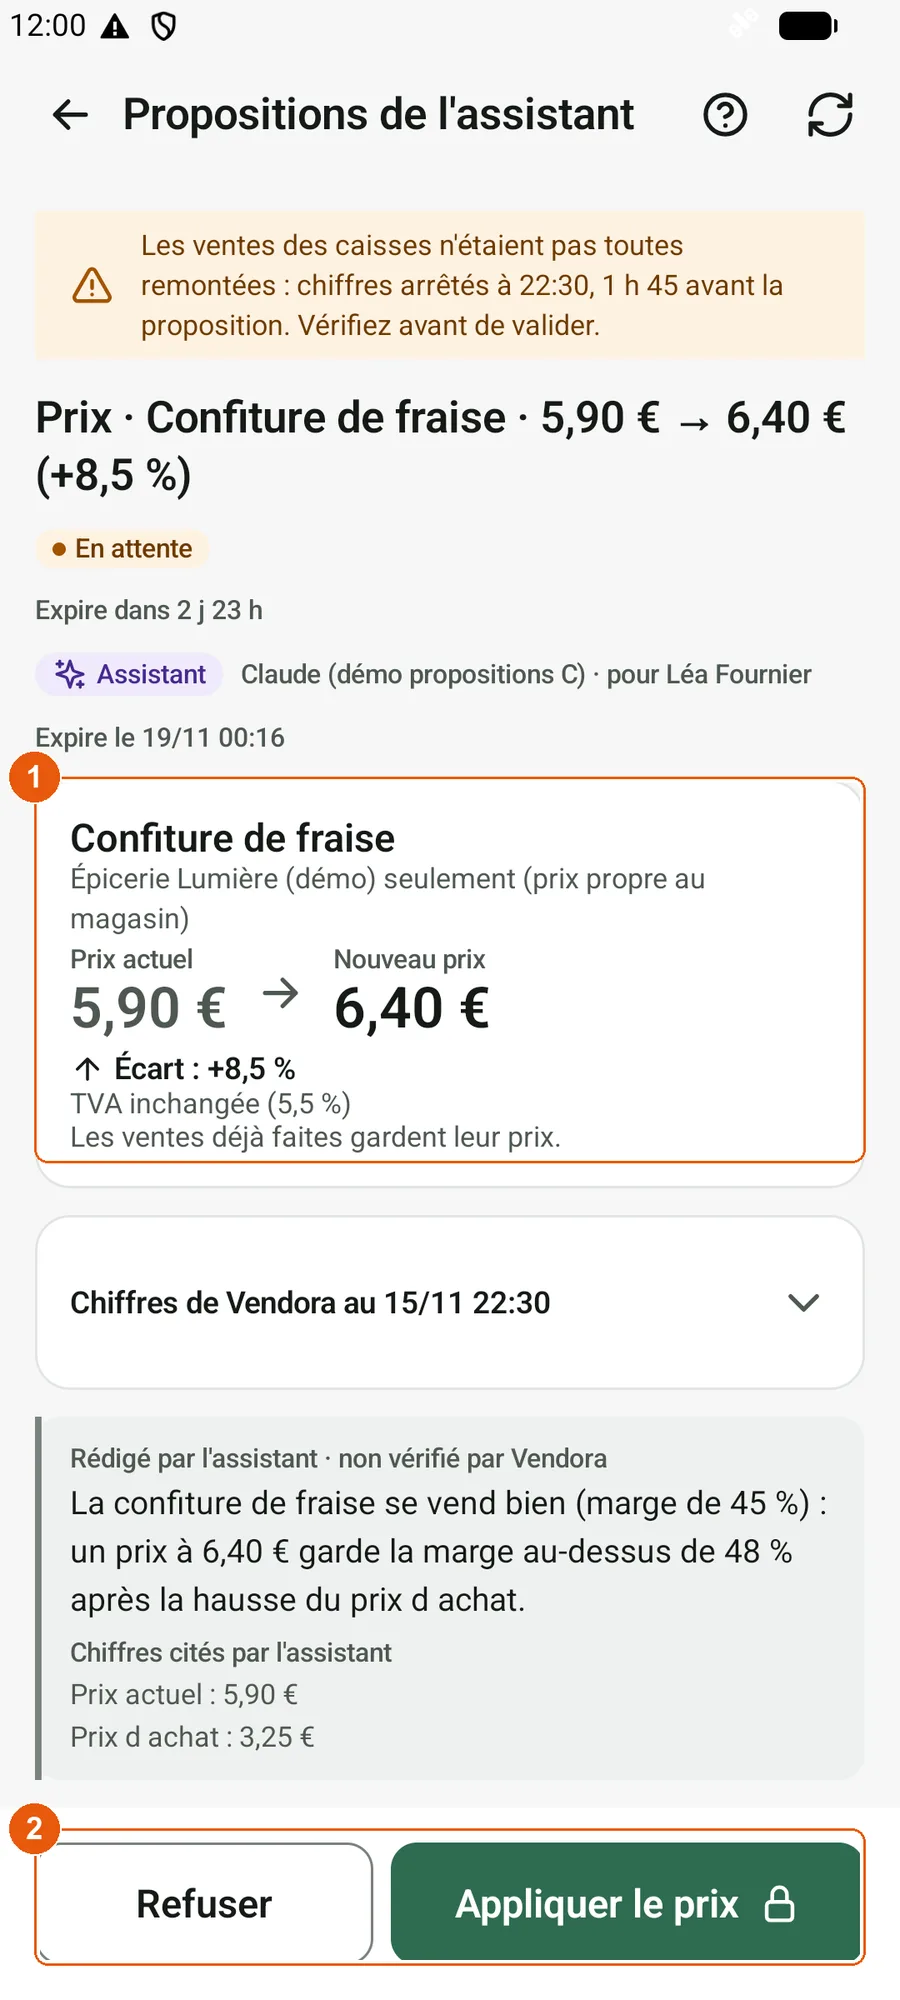 12:00
Propositions de l'assistant
Les ventes des caisses n'étaient pas toutes
remontées : chiffres arrêtés à 22:30, 1 h 45 avant la
proposition. Vérifiez avant de valider.
Prix · Confiture de fraise · 5,90 € → 6,40 €
(+8,5 %)
En attente
Expire dans 2 j 23 h
Assistant Claude (démo propositions C) · pour Léa Fournier
Expire le 19/11 00:16
1
Confiture de fraise
Épicerie Lumière (démo) seulement (prix propre au
magasin)
Prix actuel Nouveau prix
5,90 € → 6,40 €
↑ Écart : +8,5 %
TVA inchangée (5,5 %)
Les ventes déjà faites gardent leur prix.
Chiffres de Vendora au 15/11 22:30
Rédigé par l'assistant · non vérifié par Vendora
La confiture de fraise se vend bien (marge de 45 %) :
un prix à 6,40 € garde la marge au-dessus de 48 %
après la hausse du prix d achat.
Chiffres cités par l'assistant
Prix actuel : 5,90 €
Prix d achat : 3,25 €
2
Refuser Appliquer le prix